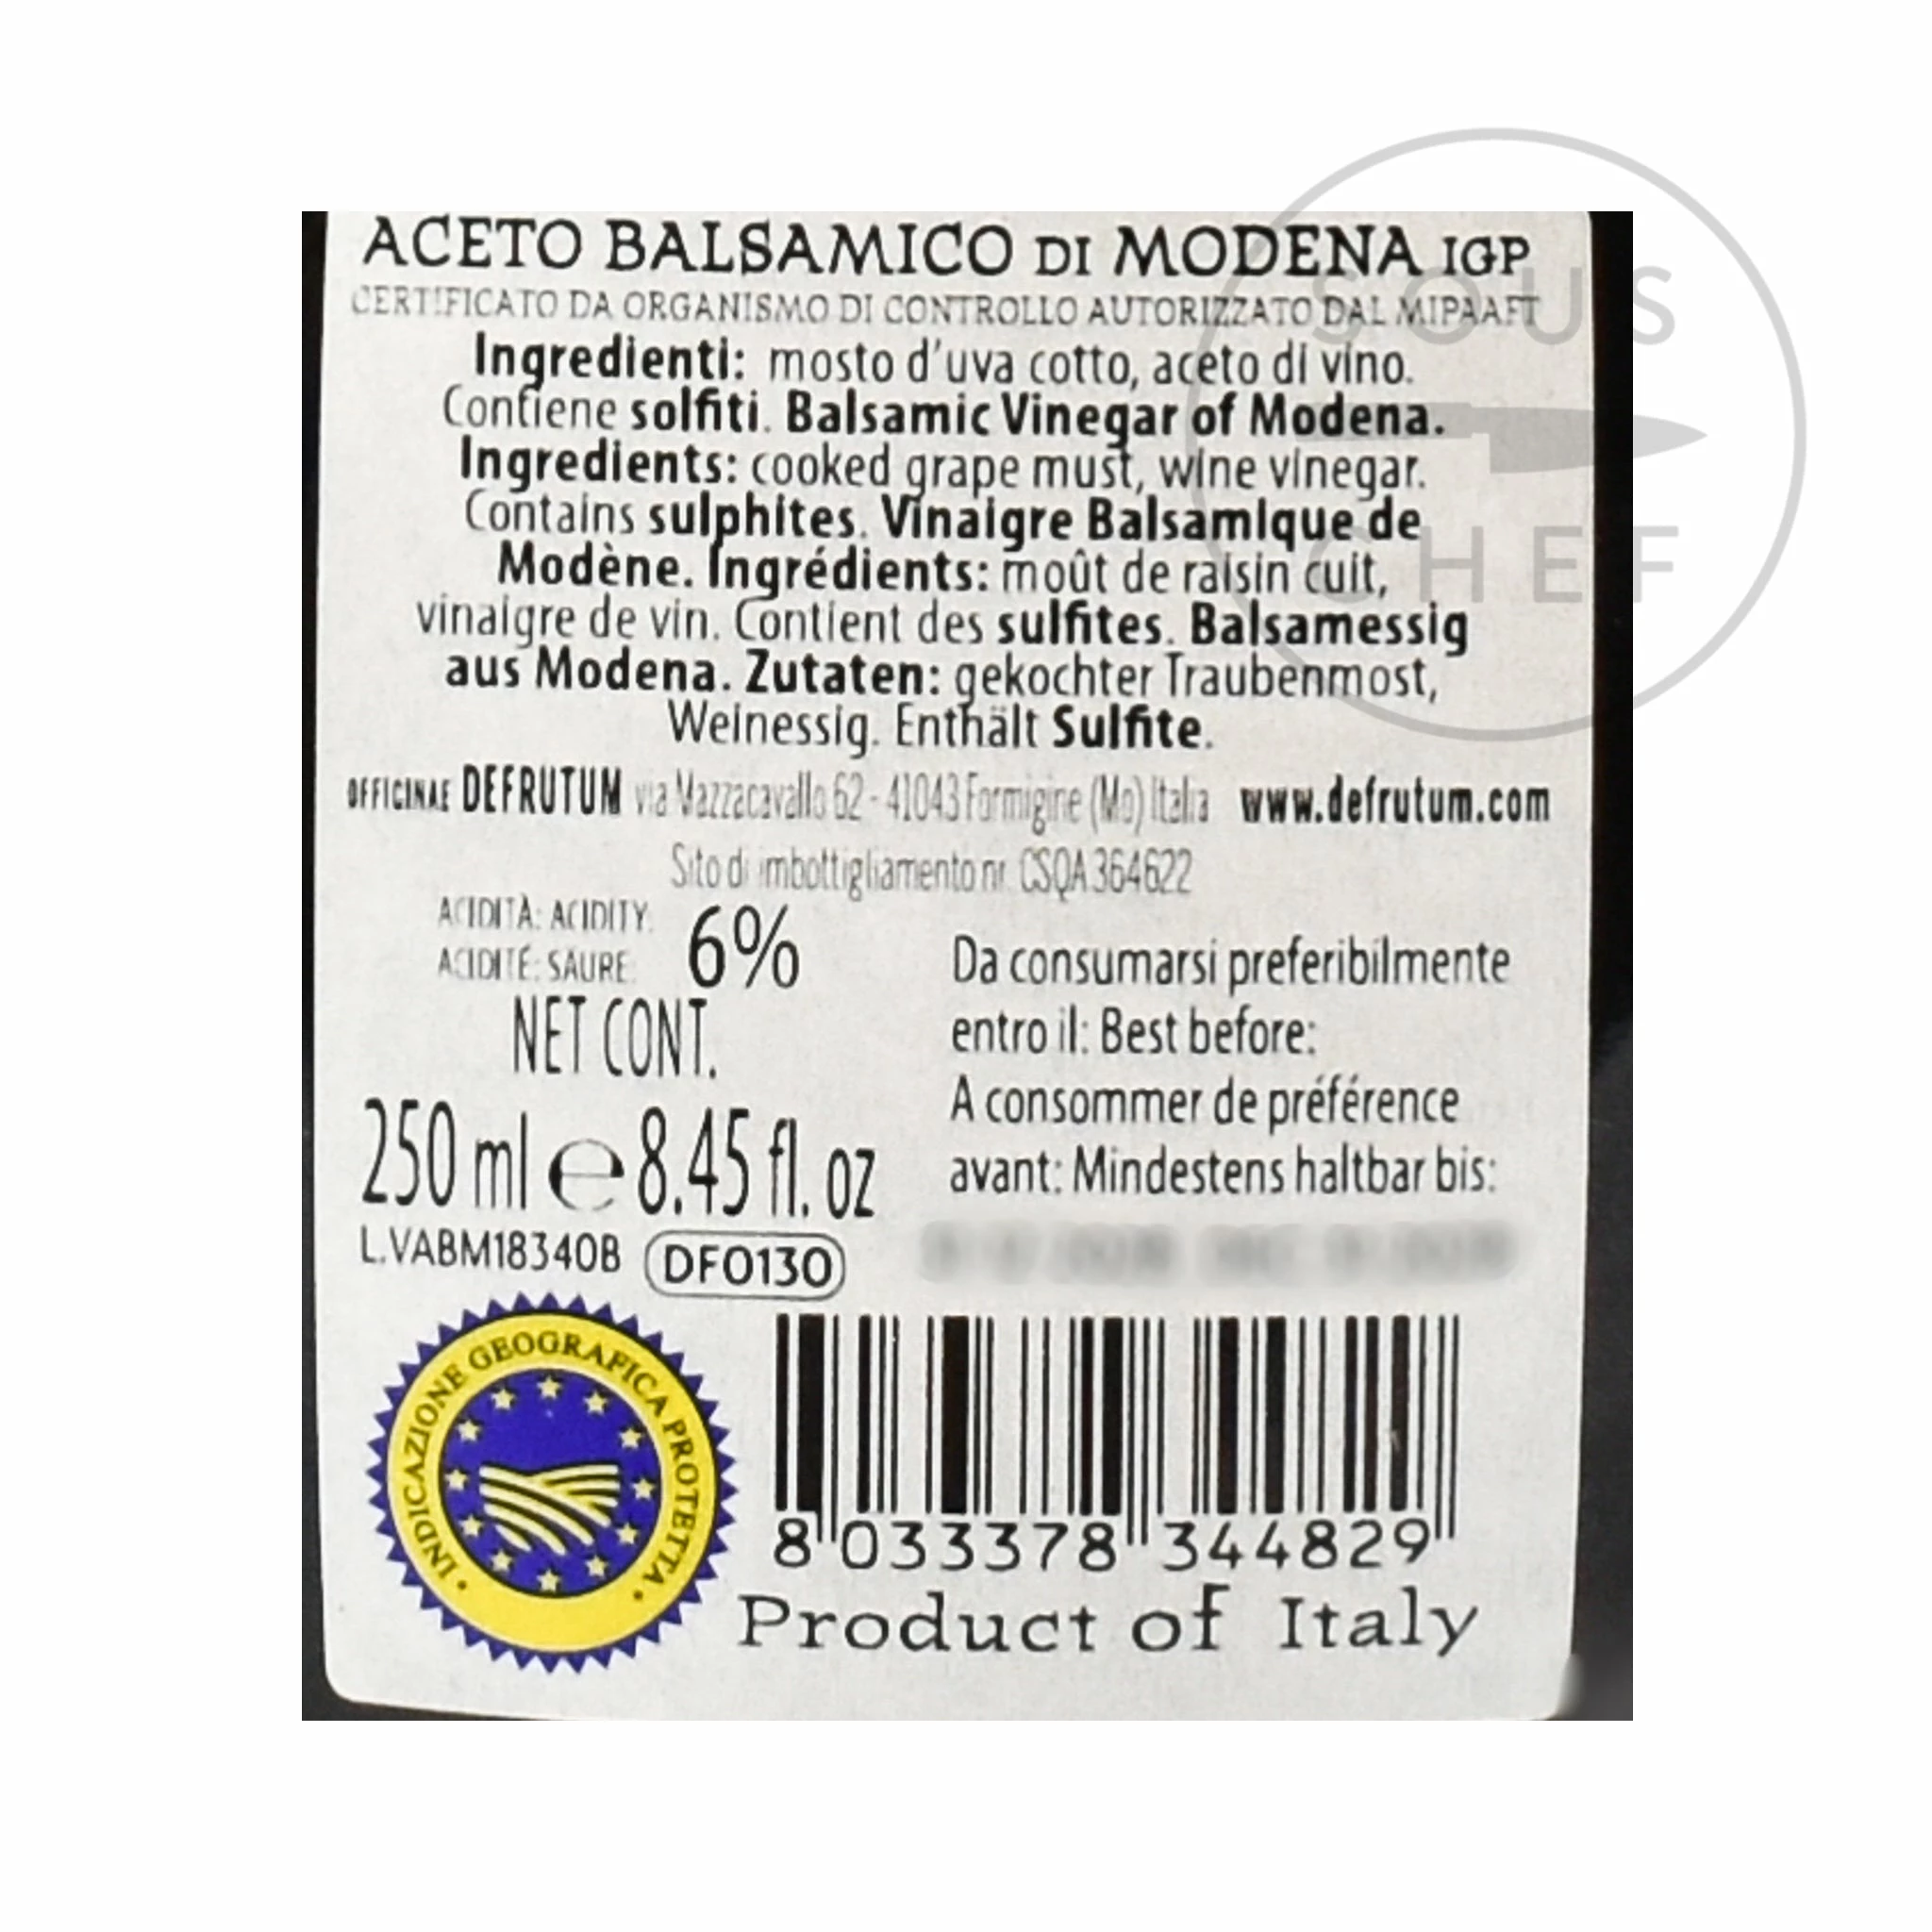 ACETO BALSAMICO DI MODENA IGP
CERTIFICATO DA ORGANISMO DI CONTROLLO AUTORIZZATO DAL MIPAAFT
Ingredienti: mosto d'uva cotto, aceto di vino.
Contiene solfiti. Balsamic Vinegar of Modena.
Ingredients: cooked grape must, wine vinegar.
Contains sulphites. Vinaigre Balsamique de
Modène. Ingrédients: moût de raisin cuit,
vinaigre de vin. Contient des sulfites. Balsamessig
aus Modena. Zutaten: gekochter Traubenmost,
Weinessig. Enthält Sulfite.
OFFICINAE DEFRUTUM via Mazzacavallo 62 - 41043 Formigine (Mo) Italia www.defrutum.com
Sito di imbottigliamento nr. CSQA 364622
ACIDITÀ: ACIDITY:
ACIDITÉ: SÄURE: 6%
NET CONT.
250 ml e 8.45 fl. oz
L.VABM18340B DF0130
Da consumarsi preferibilmente
entro il: Best before:
A consommer de préférence
avant: Mindestens haltbar bis:
INDICAZIONE GEOGRAFICA PROTETTA
8 033378 344829
Product of Italy
SOUS
CHEF